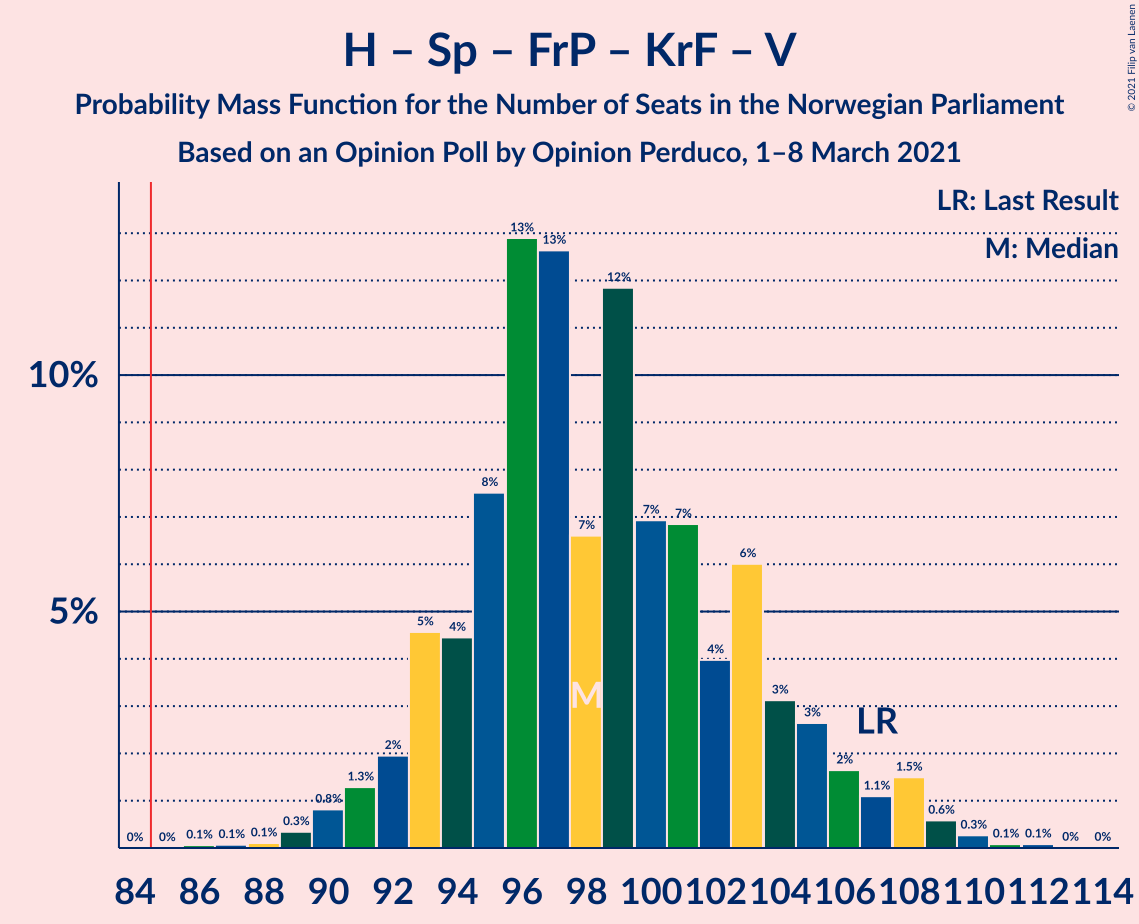 H – Sp – FrP – KrF – V
Probability Mass Function for the Number of Seats in the Norwegian Parliament
Based on an Opinion Poll by Opinion Perduco, 1–8 March 2021
© 2021 Filip van Laenen
LR: Last Result
M: Median
10%
5%
0% 0% 0.1% 0.1% 0.1% 0.3% 0.8% 1.3% 2% 5% 4% 8% 13% 13% 7% 12% 7% 7% 4% 6% 3% 3% 2% 1.1% 1.5% 0.6% 0.3% 0.1% 0.1% 0% 0%
M
LR
84 86 88 90 92 94 96 98 100 102 104 106 108 110 112 114